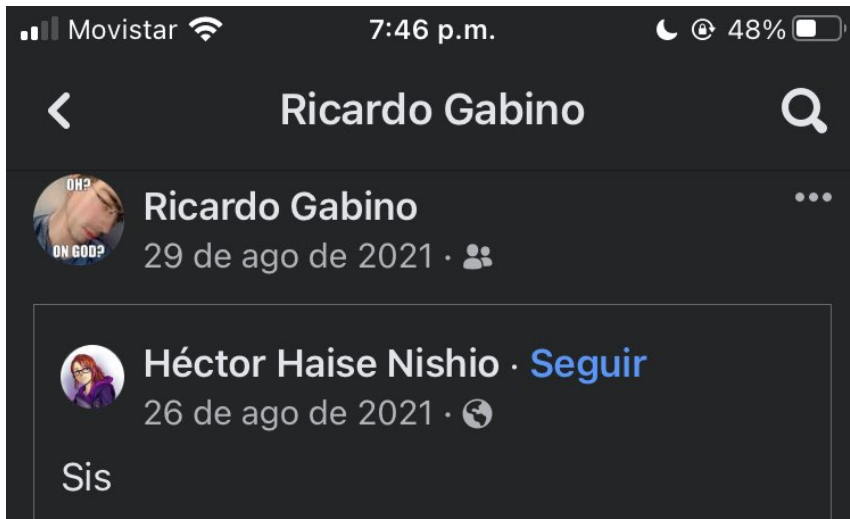 Movistar 7:46 p.m. 48%
Ricardo Gabino
OH?
ON GOD?
Ricardo Gabino
29 de ago de 2021 ·
Héctor Haise Nishio · Seguir
26 de ago de 2021 ·
Sis